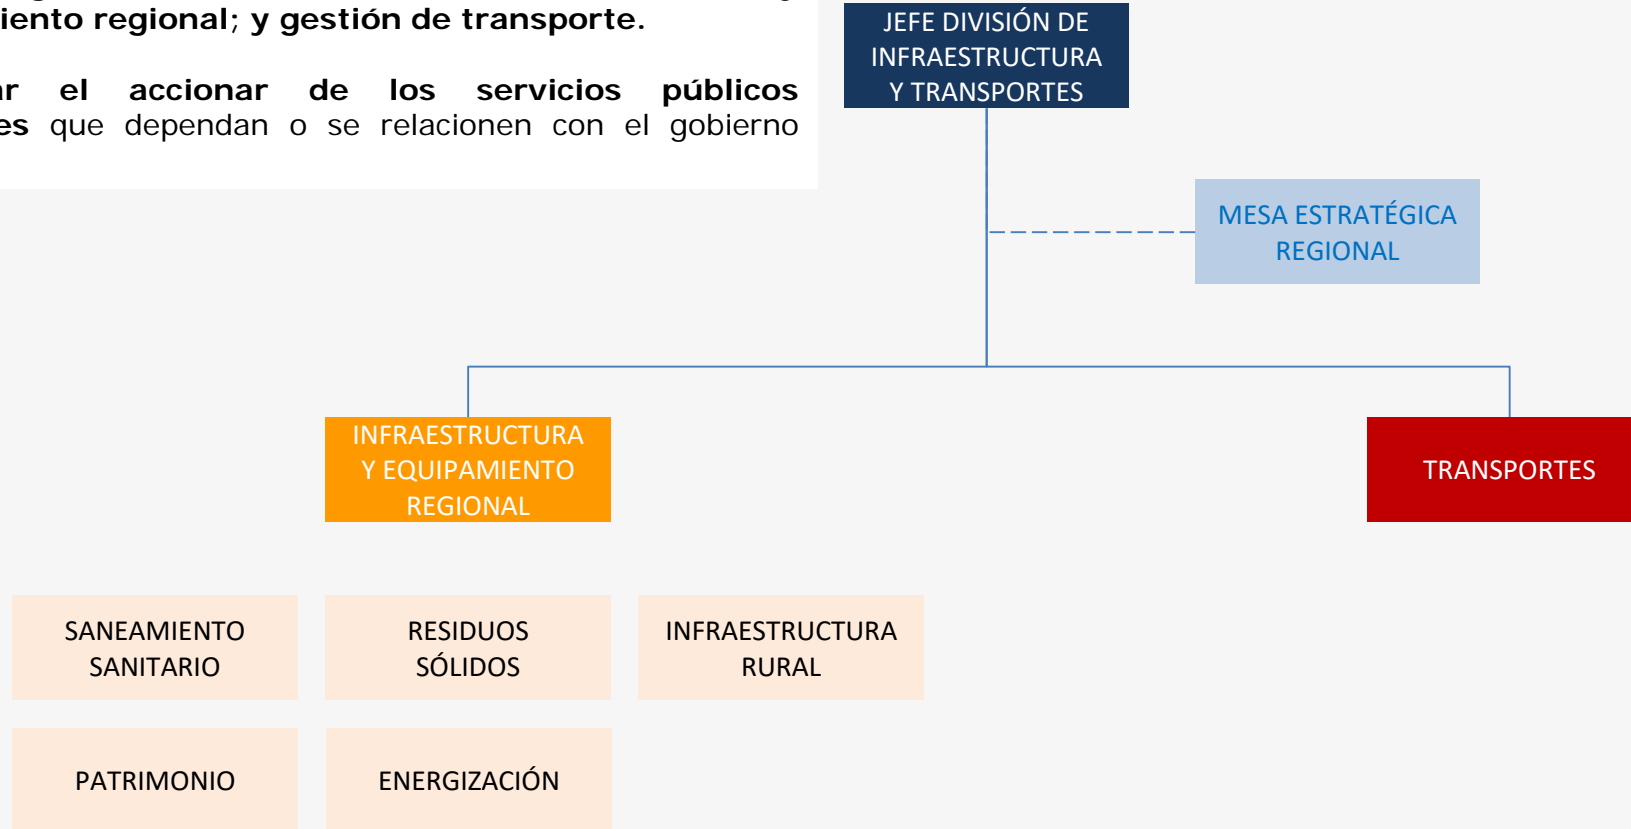 iento regional; y gestión de transporte.
ar el accionar de los servicios públicos
es que dependan o se relacionen con el gobierno
JEFE DIVISIÓN DE
INFRAESTRUCTURA
Y TRANSPORTES
MESA ESTRATÉGICA
REGIONAL
INFRAESTRUCTURA
Y EQUIPAMIENTO
REGIONAL
TRANSPORTES
SANEAMIENTO
SANITARIO
RESIDUOS
SÓLIDOS
INFRAESTRUCTURA
RURAL
PATRIMONIO
ENERGIZACIÓN